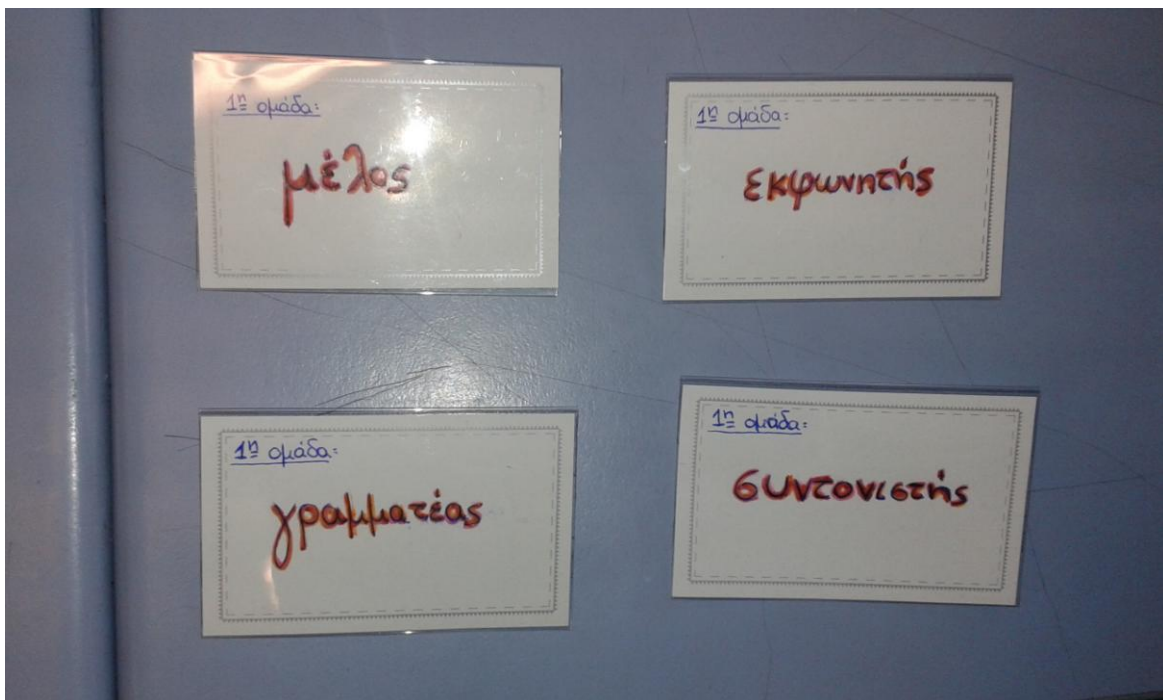 1η ομάδα:
μέλος
1η ομάδα:
εκφωνητής
1η ομάδα:
γραμματέας
1η ομάδα:
συντονιστής